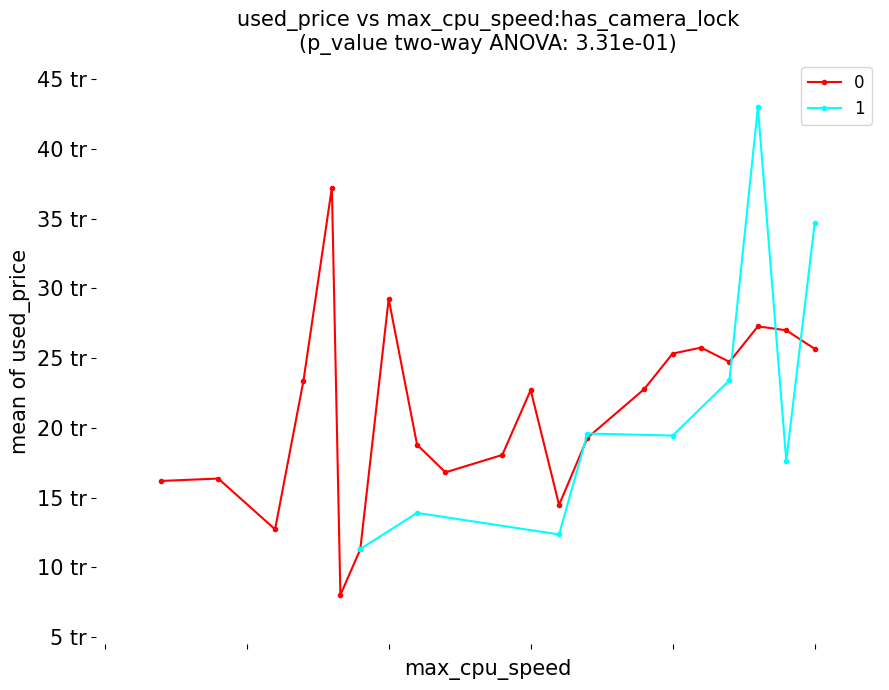 used_price vs max_cpu_speed:has_camera_lock
(p_value two-way ANOVA: 3.31e-01)
0
1
45 tr
40 tr
35 tr
30 tr
25 tr
20 tr
15 tr
10 tr
5 tr
mean of used_price
max_cpu_speed